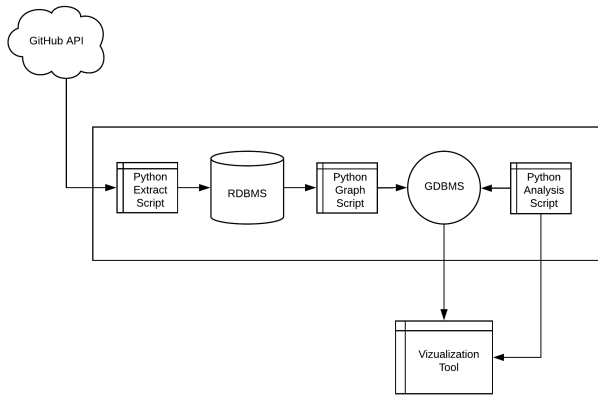 GitHub API
Python
Extract
Script
RDBMS
Python
Graph
Script
GDBMS
Python
Analysis
Script
Vizualization
Tool